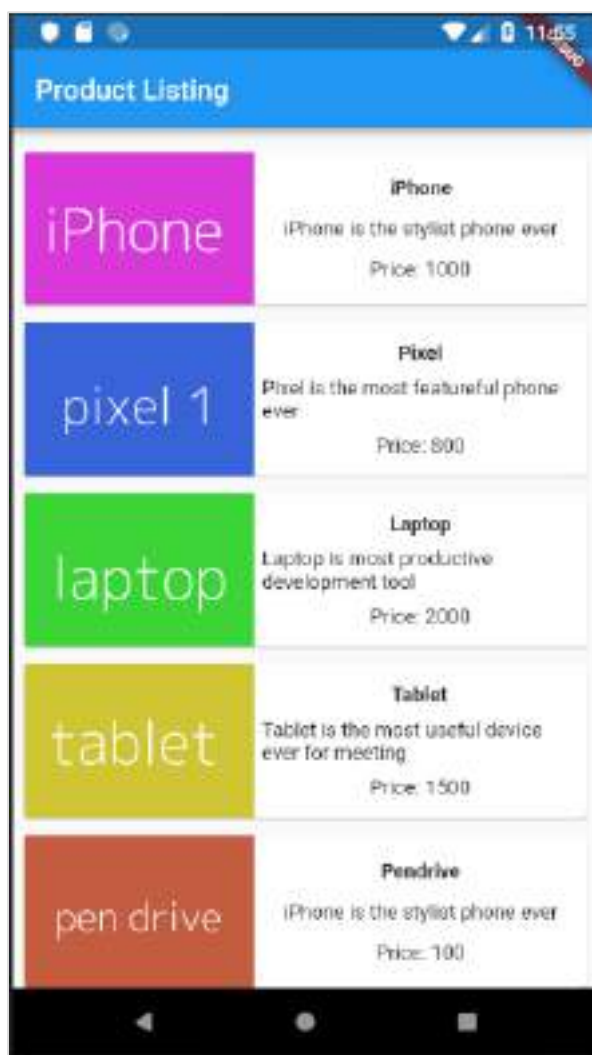 11:55
Product Listing
iPhone
iPhone
iPhone is the stylist phone ever
Price: 1000
pixel 1
Pixel
Pixel is the most featureful phone
ever
Price: 800
laptop
Laptop
Laptop is most productive
development tool
Price: 2000
tablet
Tablet
Tablet is the most useful device
ever for meeting
Price: 1500
pen drive
Pendrive
iPhone is the stylist phone ever
Price: 100